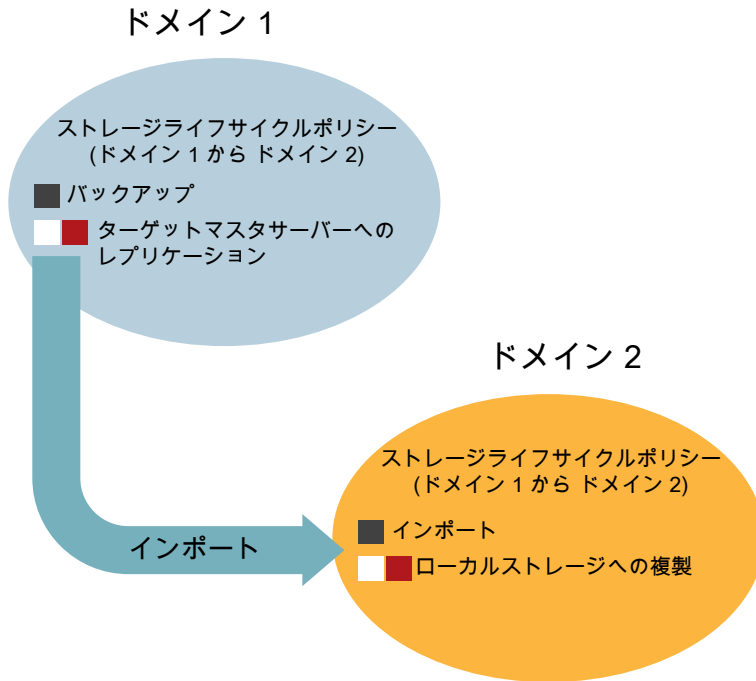 ドメイン 1
ストレージライフサイクルポリシー
(ドメイン 1 から ドメイン 2)
バックアップ
ターゲットマスタサーバーへの
レプリケーション
ドメイン 2
ストレージライフサイクルポリシー
(ドメイン 1 から ドメイン 2)
インポート
ローカルストレージへの複製
インポート